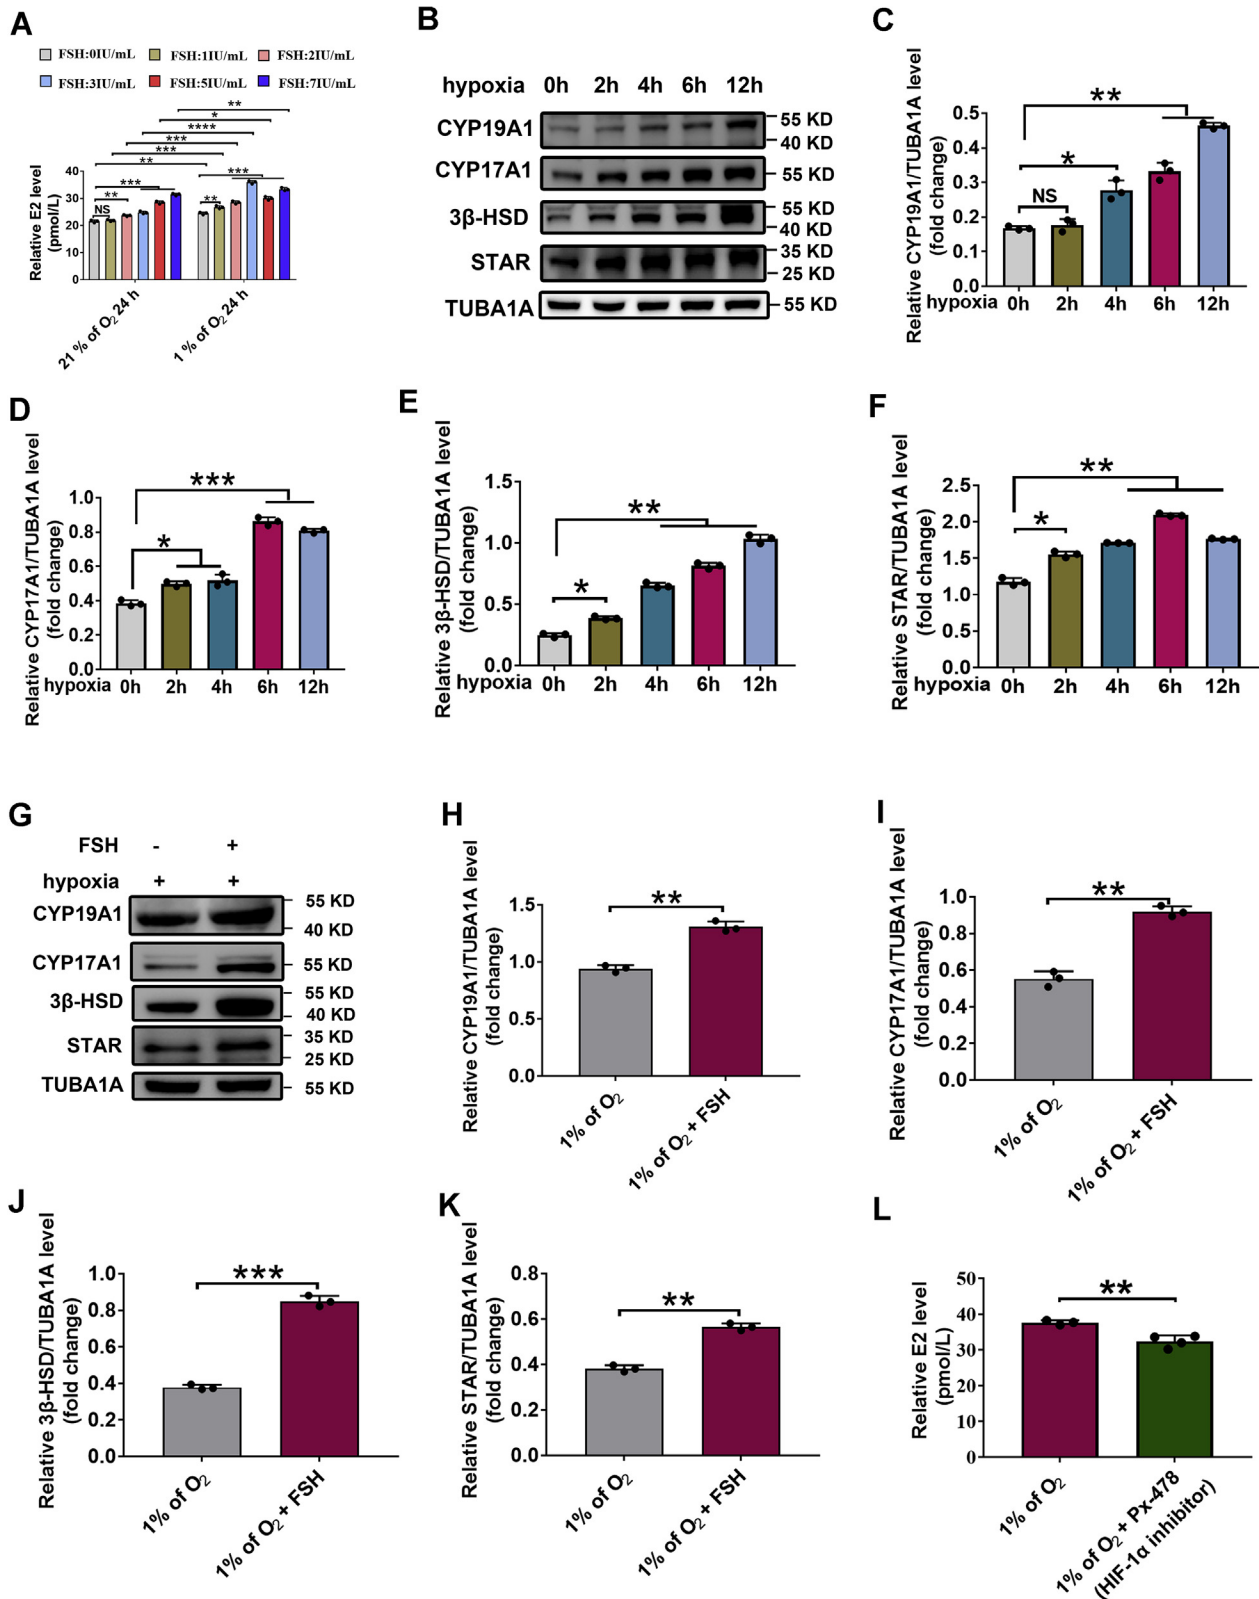 A
FSH:0IU/mL FSH:1IU/mL FSH:2IU/mL
FSH:3IU/mL FSH:5IU/mL FSH:7IU/mL
**
*
****
***
***
**
*** ***
** **
NS
Relative E2 level
(pmol/L)
40
30
20
10
0
21 % of O2 24 h
1 % of O2 24 h
B
hypoxia 0h 2h 4h 6h 12h
CYP19A1 55 KD
40 KD
CYP17A1 55 KD
3β-HSD 55 KD
40 KD
STAR 35 KD
25 KD
TUBA1A 55 KD
C
Relative CYP19A1/TUBA1A level
(fold change)
0.5
0.4
0.3
0.2
0.1
0.0
**
*
NS
hypoxia 0h 2h 4h 6h 12h
D
Relative CYP17A1/TUBA1A level
(fold change)
1.0
0.8
0.6
0.4
0.2
0.0
***
*
hypoxia 0h 2h 4h 6h 12h
E
Relative 3β-HSD/TUBA1A level
(fold change)
1.5
1.0
0.5
0.0
**
*
hypoxia 0h 2h 4h 6h 12h
F
Relative STAR/TUBA1A level
(fold change)
2.5
2.0
1.5
1.0
0.5
0.0
**
*
hypoxia 0h 2h 4h 6h 12h
G
FSH - +
hypoxia + +
CYP19A1 55 KD
40 KD
CYP17A1 55 KD
3β-HSD 55 KD
40 KD
STAR 35 KD
25 KD
TUBA1A 55 KD
H
Relative CYP19A1/TUBA1A level
(fold change)
1.5
1.0
0.5
0.0
**
1% of O2
1% of O2 + FSH
I
Relative CYP17A1/TUBA1A level
(fold change)
1.0
0.8
0.6
0.4
0.2
0.0
**
1% of O2
1% of O2 + FSH
J
Relative 3β-HSD/TUBA1A level
(fold change)
1.0
0.8
0.6
0.4
0.2
0.0
***
1% of O2
1% of O2 + FSH
K
Relative STAR/TUBA1A level
(fold change)
0.8
0.6
0.4
0.2
0.0
**
1% of O2
1% of O2 + FSH
L
Relative E2 level
(pmol/L)
50
40
30
20
10
0
**
1% of O2
1% of O2 + Px-478
(HIF-1α inhibitor)